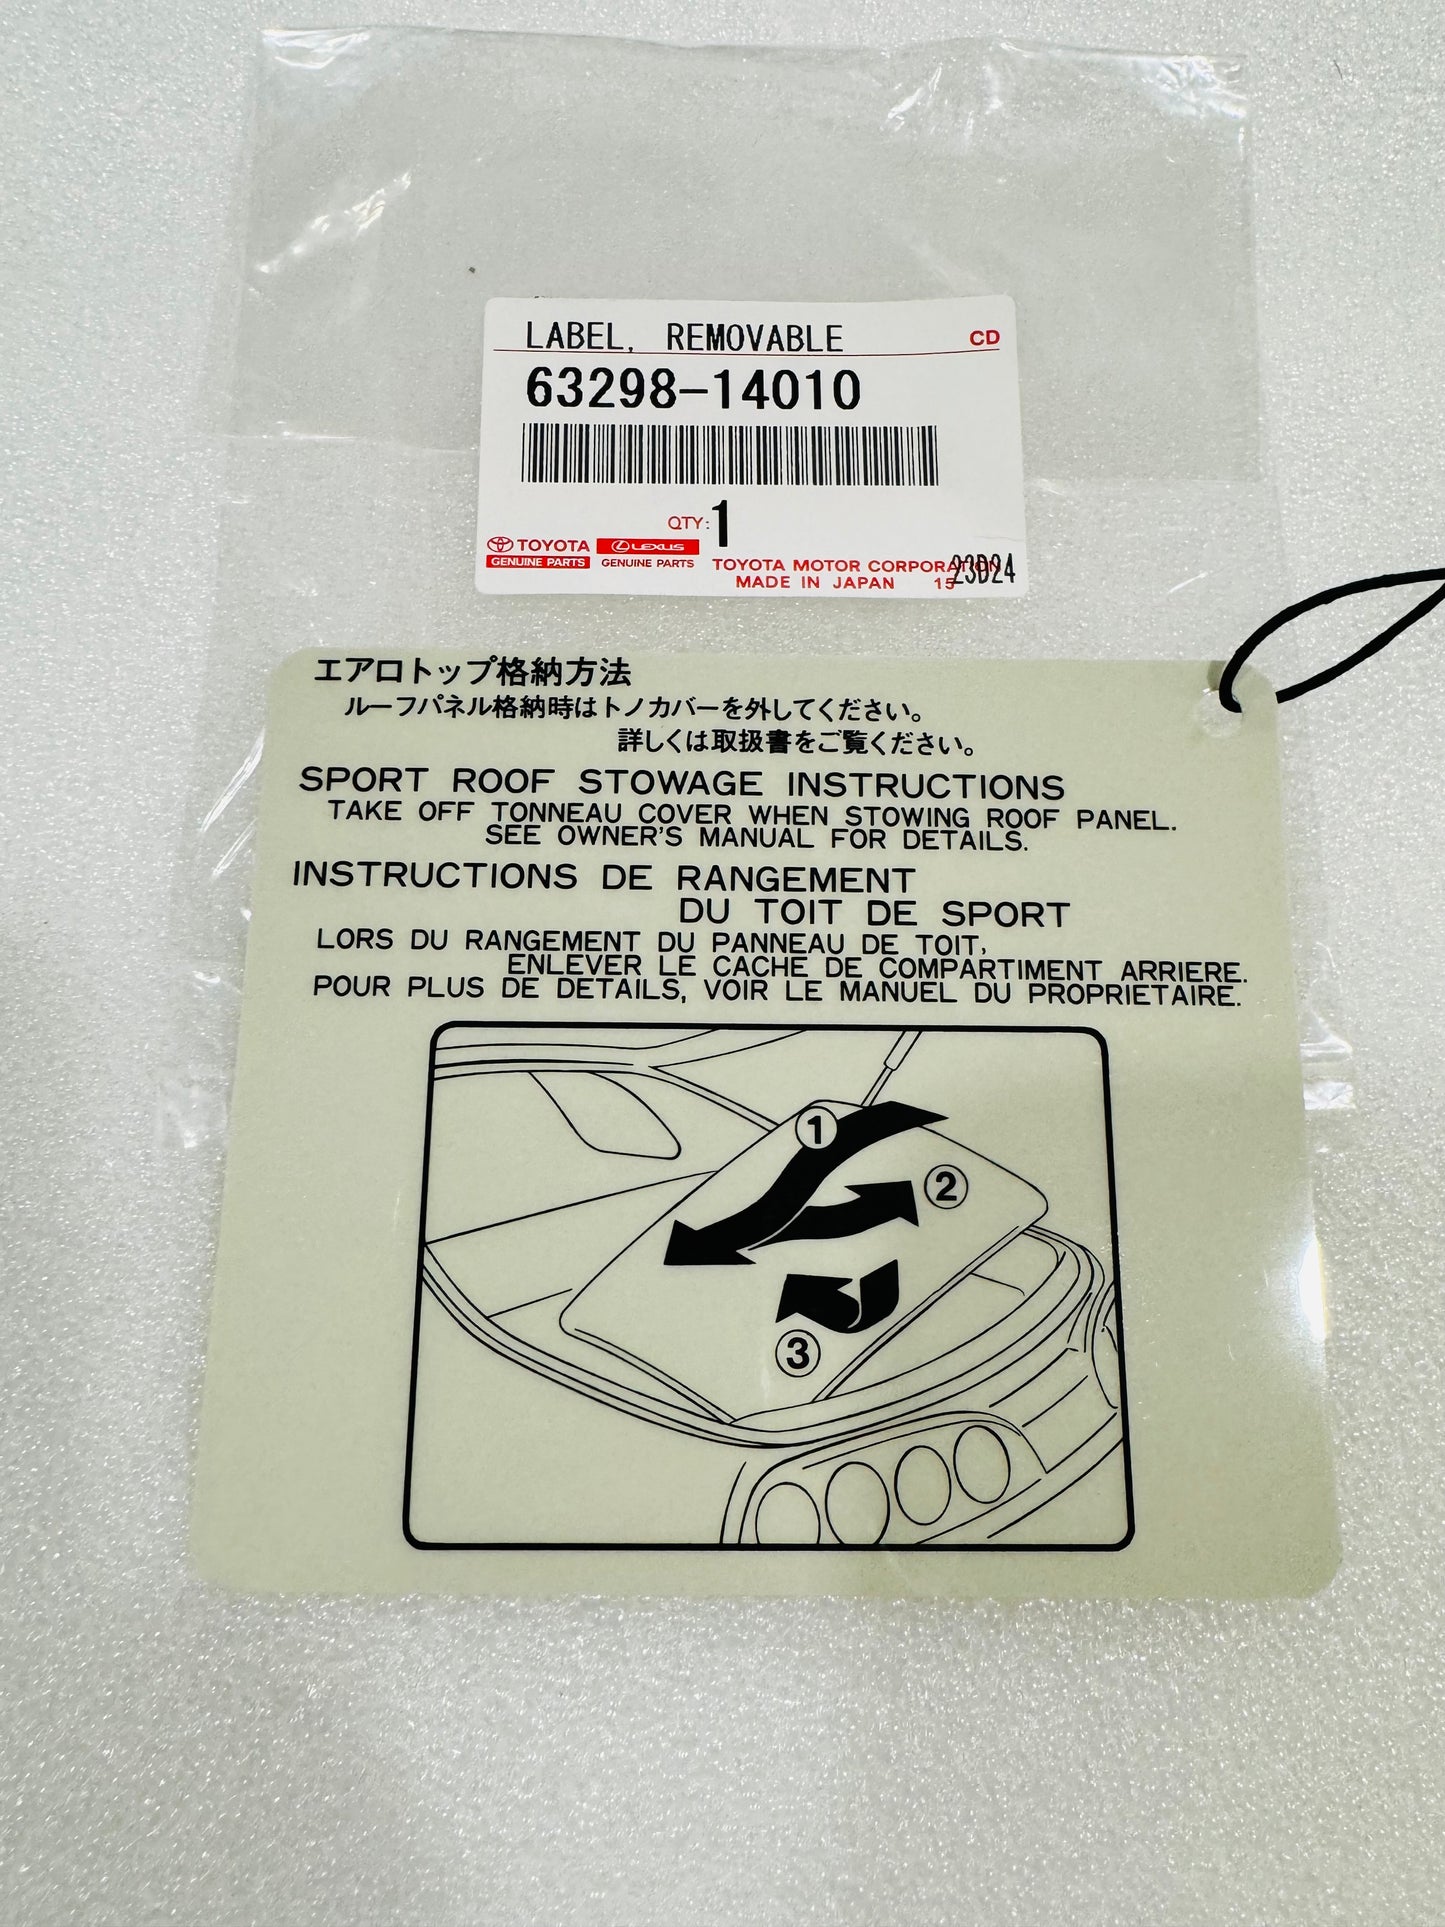 LABEL, REMOVABLE CD
63298-14010
QTY: 1
TOYOTA LEXUS
GENUINE PARTS GENUINE PARTS
TOYOTA MOTOR CORPORATION 23D24
MADE IN JAPAN 15
エアロトップ格納方法
ルーフパネル格納時はトノカバーを外してください。
詳しくは取扱書をご覧ください。
SPORT ROOF STOWAGE INSTRUCTIONS
TAKE OFF TONNEAU COVER WHEN STOWING ROOF PANEL.
SEE OWNER'S MANUAL FOR DETAILS.
INSTRUCTIONS DE RANGEMENT
DU TOIT DE SPORT
LORS DU RANGEMENT DU PANNEAU DE TOIT,
ENLEVER LE CACHE DE COMPARTIMENT ARRIERE.
POUR PLUS DE DETAILS, VOIR LE MANUEL DU PROPRIETAIRE.
1
2
3